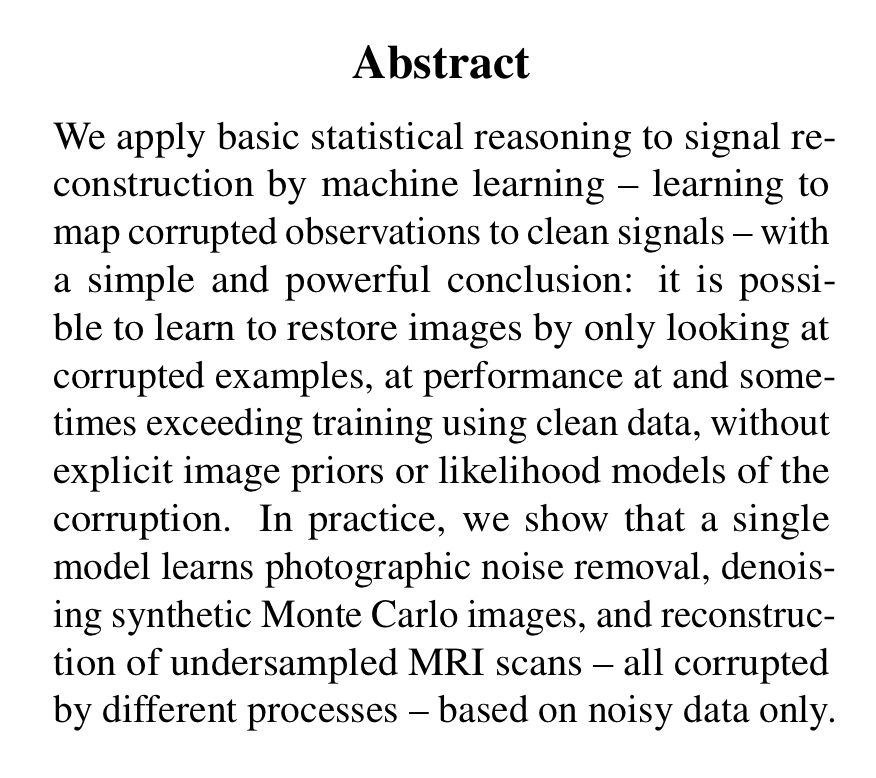 Abstract
We apply basic statistical reasoning to signal re-
construction by machine learning – learning to
map corrupted observations to clean signals – with
a simple and powerful conclusion: it is possi-
ble to learn to restore images by only looking at
corrupted examples, at performance at and some-
times exceeding training using clean data, without
explicit image priors or likelihood models of the
corruption. In practice, we show that a single
model learns photographic noise removal, denois-
ing synthetic Monte Carlo images, and reconstruc-
tion of undersampled MRI scans – all corrupted
by different processes – based on noisy data only.